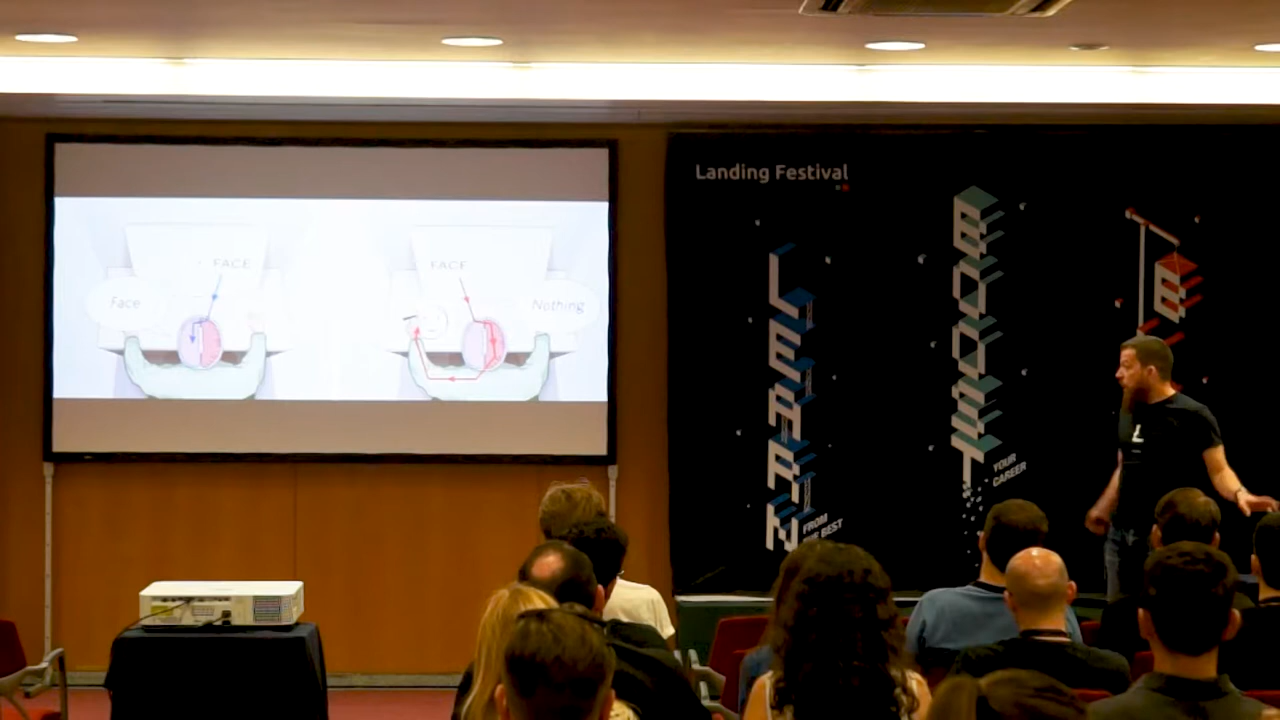 FACE
Face
FACE
Nothing
Landing Festival
LEARN
FROM
THE BEST
BOOST
YOUR
CAREER
E